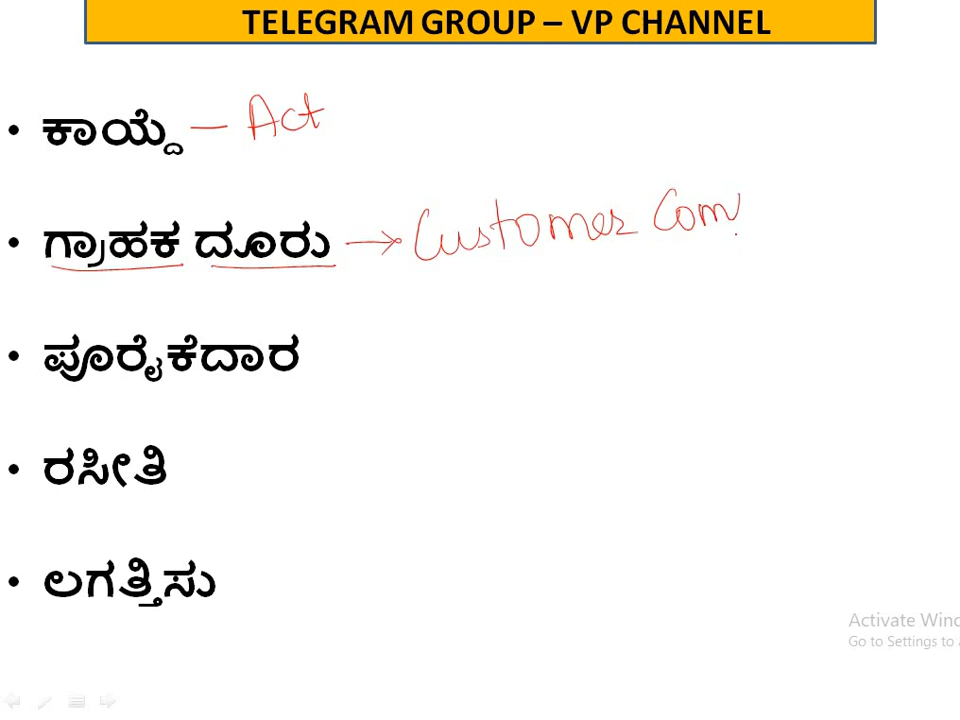 TELEGRAM GROUP – VP CHANNEL
• ಕಾಯ್ದೆ – Act
• ಗ್ರಾಹಕ ದೂರು → Customer Com
• ಪೂರೈಕೆದಾರ
• ರಸೀತಿ
• ಲಗತ್ತಿಸು
Activate Wind
Go to Settings to a